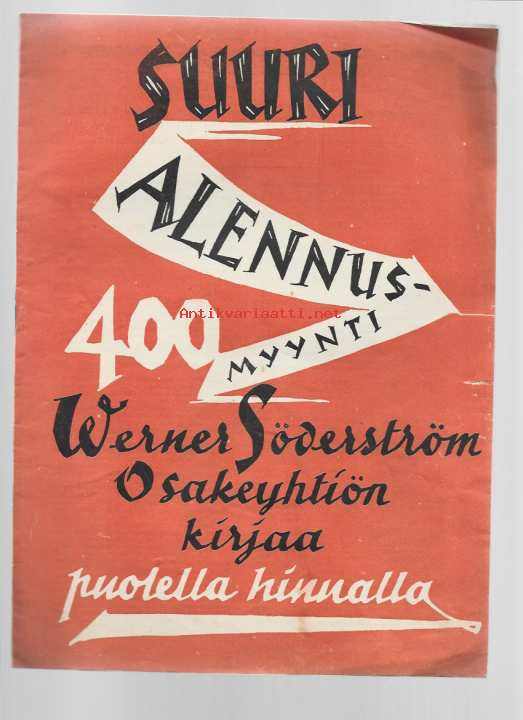 SUURI
ALENNUS-
MYYNTI
Antikvariaatti.net
400
Werner Söderström
Osakeyhtiön
kirjaa
puolella hinnalla